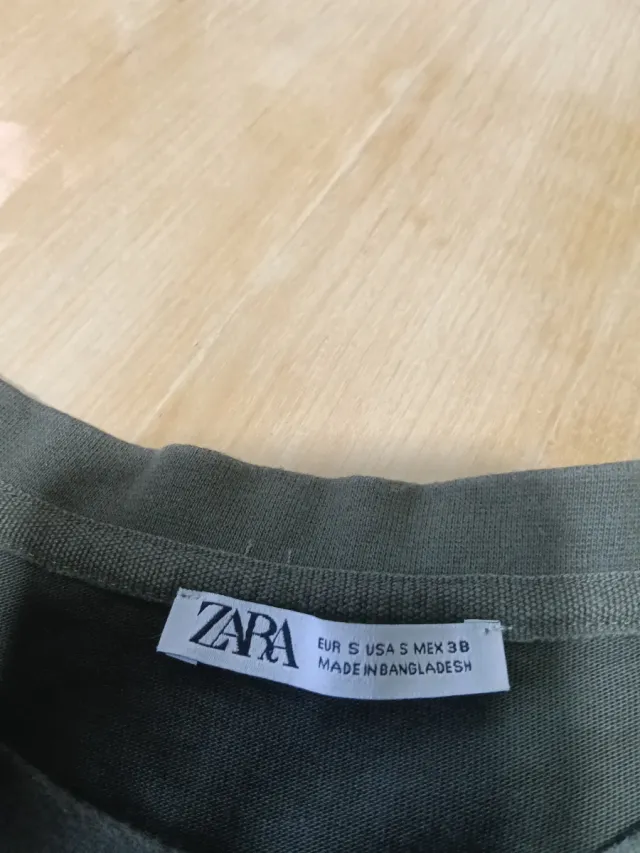 ZARA
EUR S USA S MEX 38
MADE IN BANGLADESH